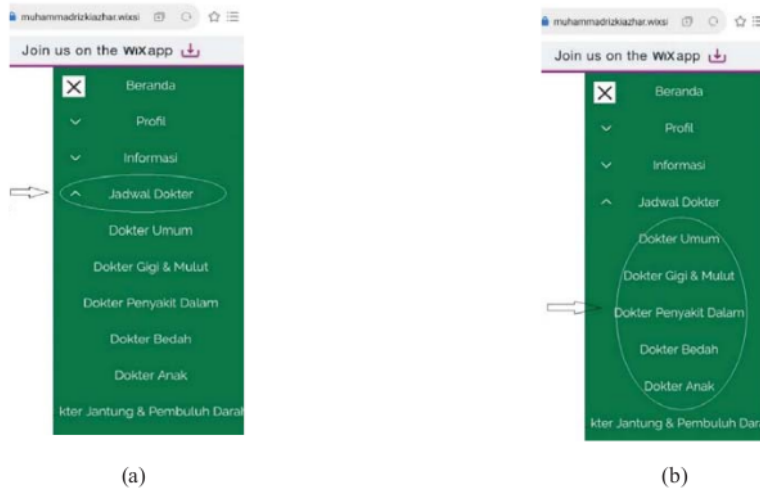 muhammadrizkiazhar.wixsi
Join us on the WiX app
Beranda
Profil
Informasi
Jadwal Dokter
Dokter Umum
Dokter Gigi & Mulut
Dokter Penyakit Dalam
Dokter Bedah
Dokter Anak
kter Jantung & Pembuluh Darah
(a)
muhammadrizkiazhar.wixsi
Join us on the WiX app
Beranda
Profil
Informasi
Jadwal Dokter
Dokter Umum
Dokter Gigi & Mulut
Dokter Penyakit Dalam
Dokter Bedah
Dokter Anak
kter Jantung & Pembuluh Dar
(b)